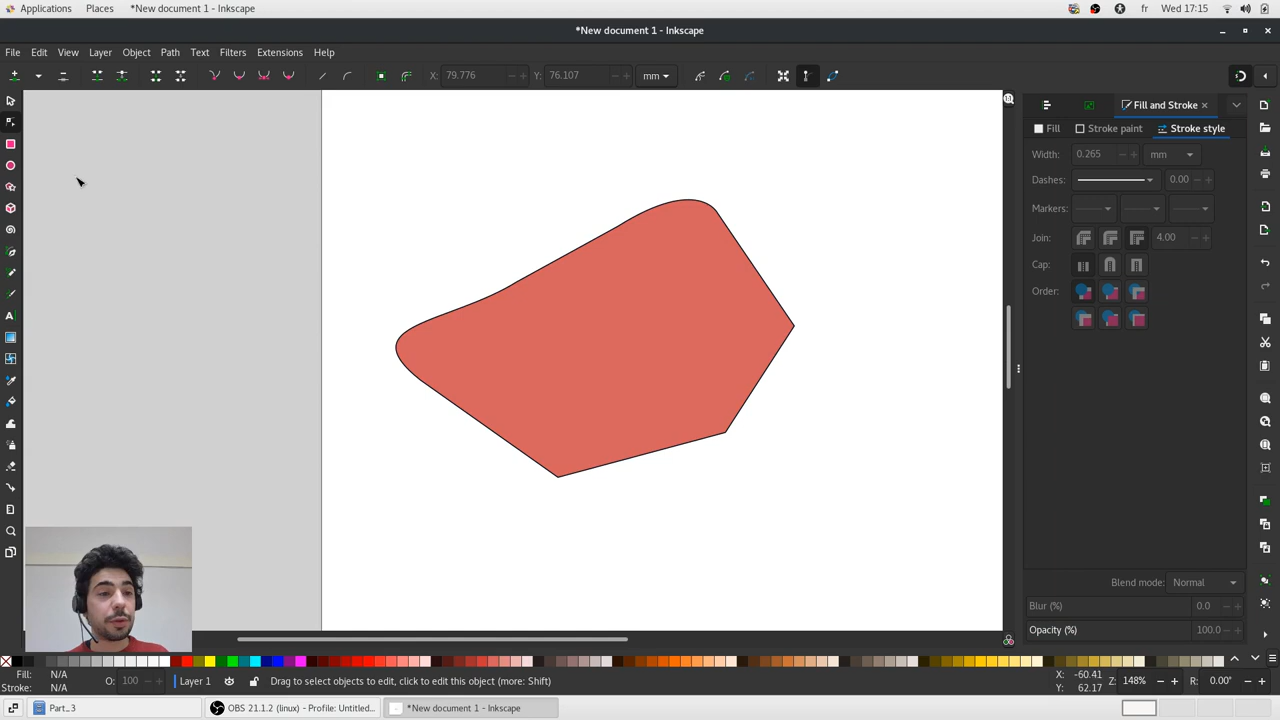 Applications Places *New document 1 - Inkscape fr Wed 17:15
*New document 1 - Inkscape
File Edit View Layer Object Path Text Filters Extensions Help
X: 79.776 Y: 76.107 mm
Fill and Stroke
Fill Stroke paint Stroke style
Width: 0.265 mm
Dashes: 0.00
Markers:
Join: 4.00
Cap:
Order:
Blend mode: Normal
Blur (%) 0.0
Opacity (%) 100.0
Fill: N/A
Stroke: N/A
O: 100
Layer 1
Drag to select objects to edit, click to edit this object (more: Shift)
X: -60.41
Y: 62.17
Z: 148%
R: 0.00°
Part_3 OBS 21.1.2 (linux) - Profile: Untitled... *New document 1 - Inkscape